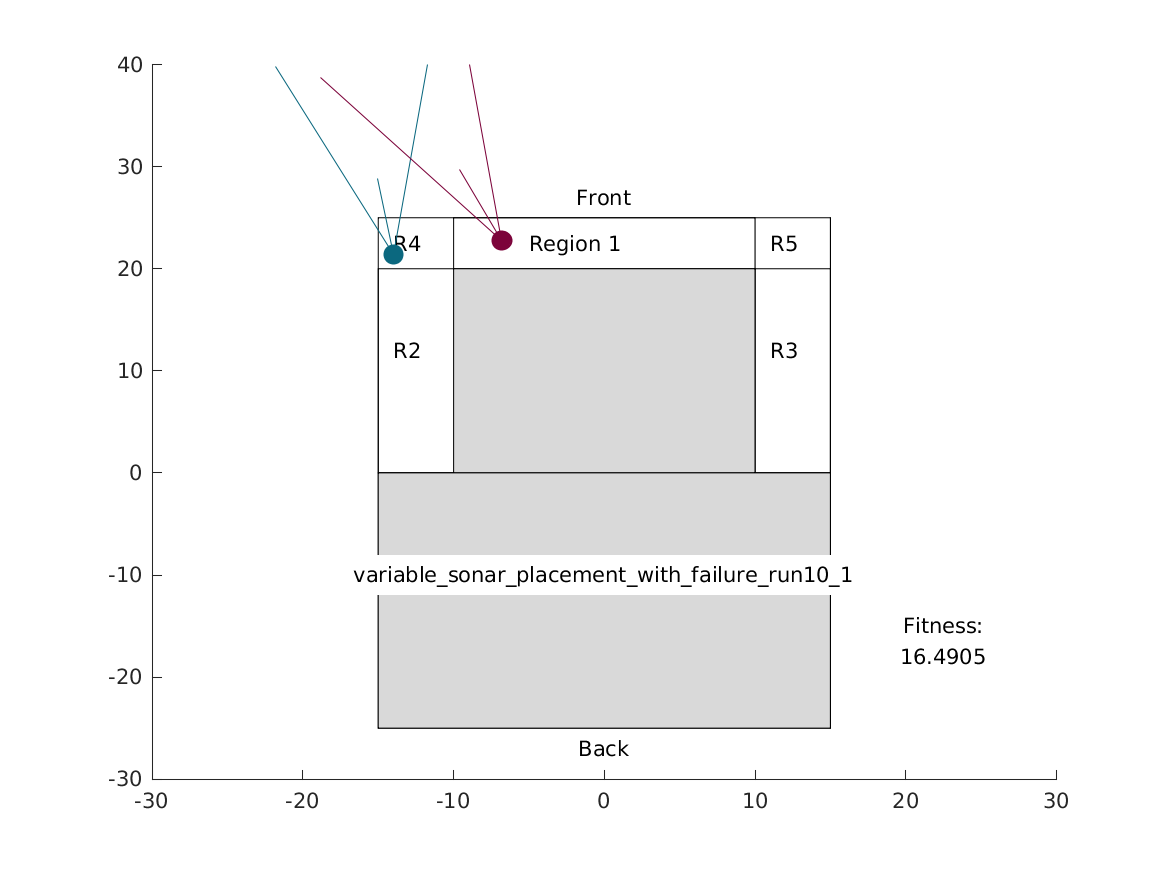 40
30
Front
R4
Region 1
R5
20
R2
R3
10
0
-10
variable_sonar_placement_with_failure_run10_1
Fitness:
16.4905
-20
Back
-30
-30 -20 -10 0 10 20 30